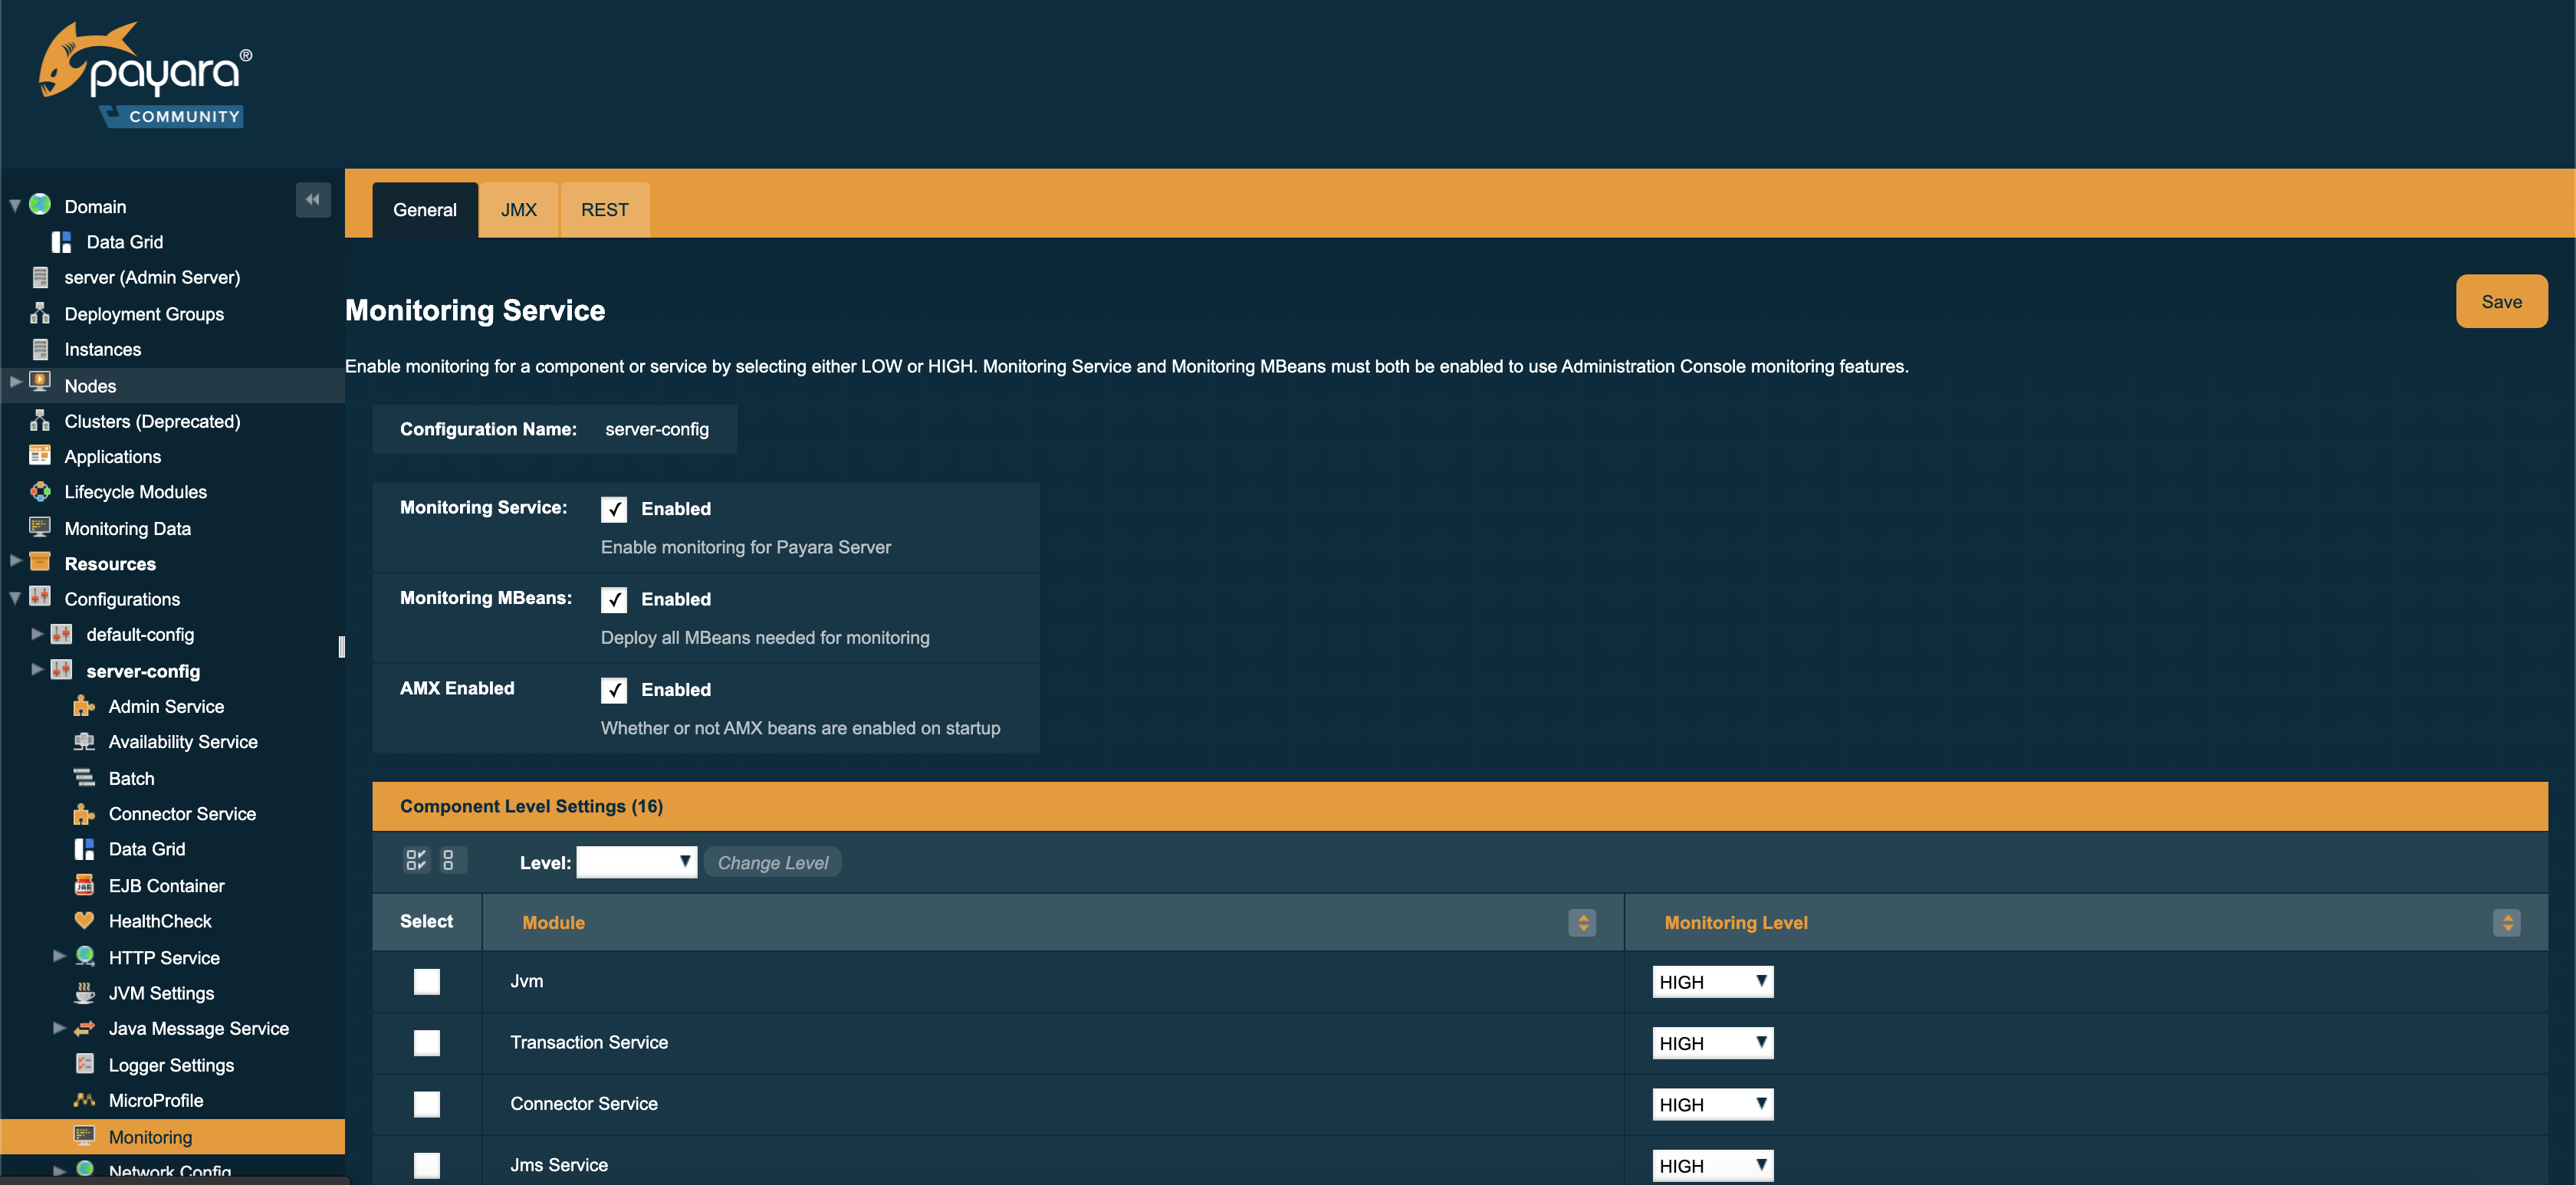 payara®
COMMUNITY
Domain
Data Grid
server (Admin Server)
Deployment Groups
Instances
Nodes
Clusters (Deprecated)
Applications
Lifecycle Modules
Monitoring Data
Resources
Configurations
default-config
server-config
Admin Service
Availability Service
Batch
Connector Service
Data Grid
EJB Container
HealthCheck
HTTP Service
JVM Settings
Java Message Service
Logger Settings
MicroProfile
Monitoring
Network Config
General JMX REST
Monitoring Service
Save
Enable monitoring for a component or service by selecting either LOW or HIGH. Monitoring Service and Monitoring MBeans must both be enabled to use Administration Console monitoring features.
Configuration Name: server-config
Monitoring Service: Enabled
Enable monitoring for Payara Server
Monitoring MBeans: Enabled
Deploy all MBeans needed for monitoring
AMX Enabled Enabled
Whether or not AMX beans are enabled on startup
Component Level Settings (16)
Level: Change Level
Select Module Monitoring Level
Jvm HIGH
Transaction Service HIGH
Connector Service HIGH
Jms Service HIGH